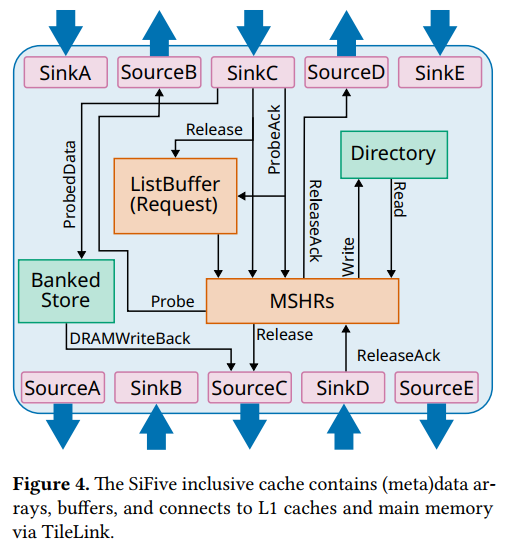 SinkA
SourceB
SinkC
SourceD
SinkE
Release
ProbeAck
ProbedData
ListBuffer
(Request)
Directory
ReleaseAck
Write
Read
Banked
Store
Probe
MSHRs
DRAMWriteBack
Release
ReleaseAck
SourceA
SinkB
SourceC
SinkD
SourceE
Figure 4. The SiFive inclusive cache contains (meta)data ar-
rays, buffers, and connects to L1 caches and main memory
via TileLink.